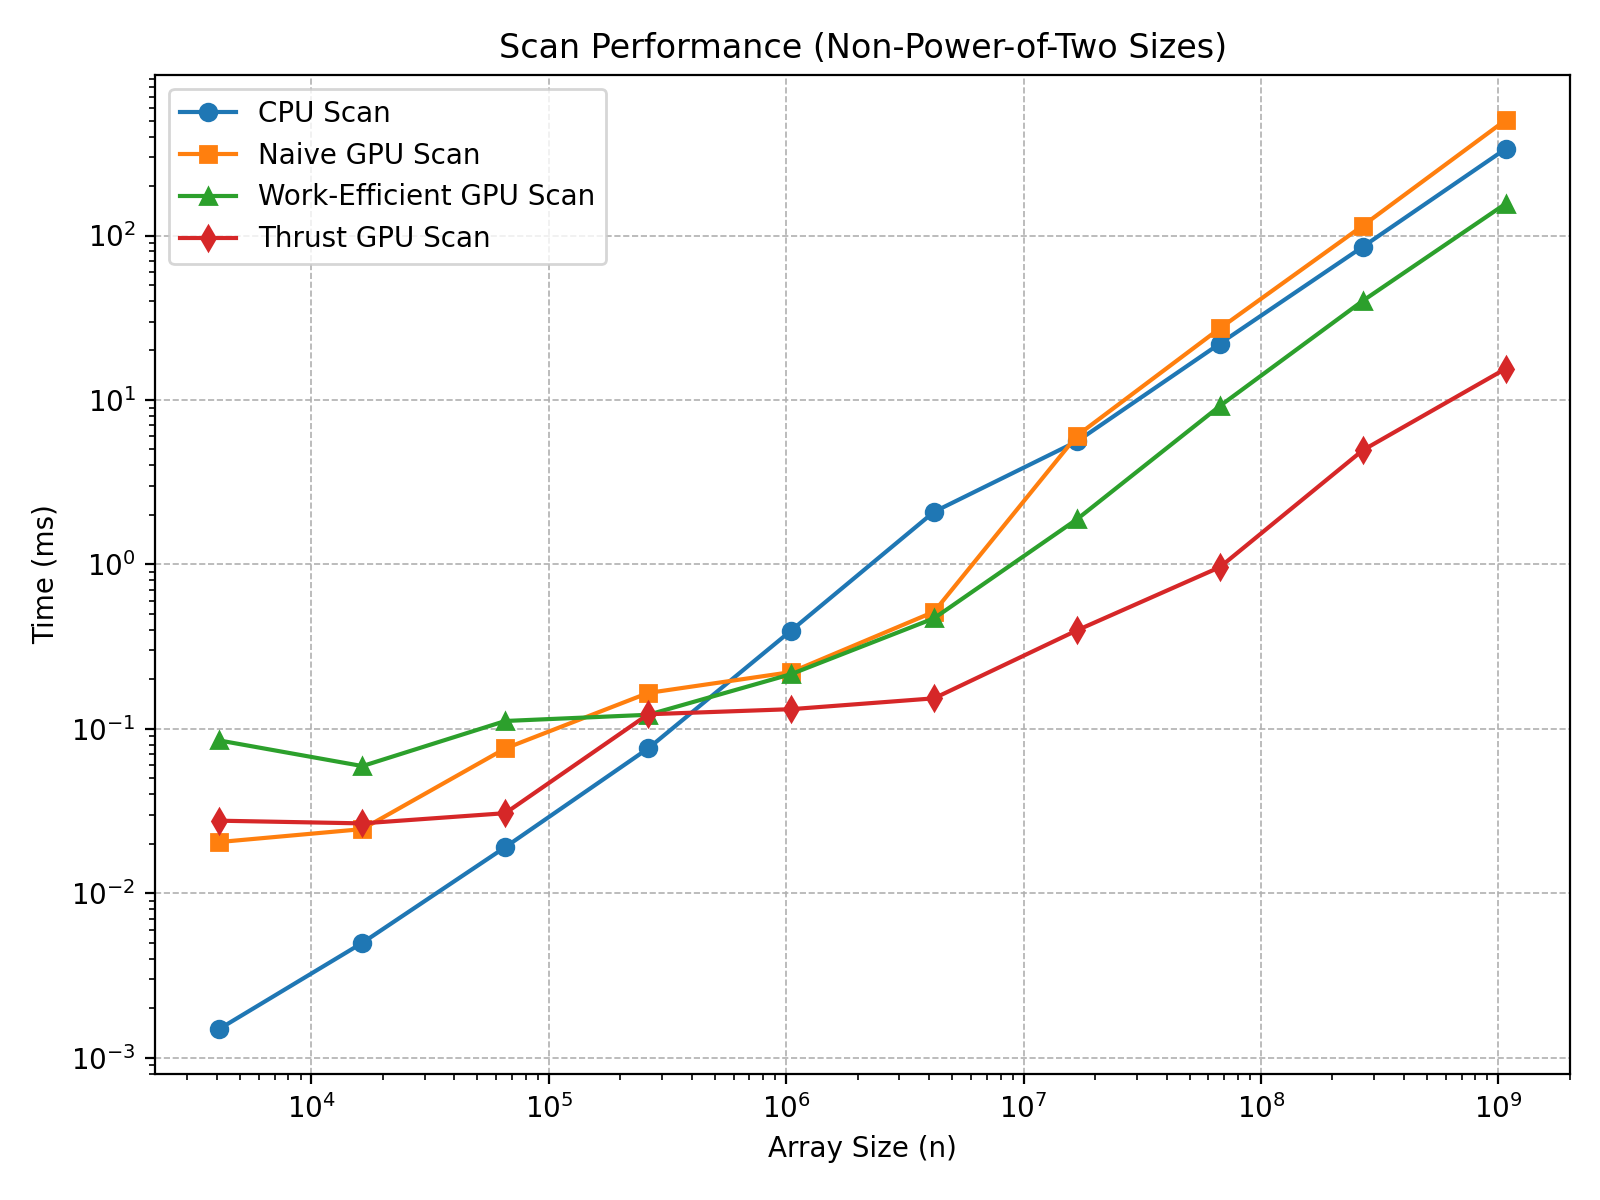 Scan Performance (Non-Power-of-Two Sizes)
CPU Scan
Naive GPU Scan
Work-Efficient GPU Scan
Thrust GPU Scan
Time (ms)
10²
10¹
10⁰
10⁻¹
10⁻²
10⁻³
10⁴ 10⁵ 10⁶ 10⁷ 10⁸ 10⁹
Array Size (n)